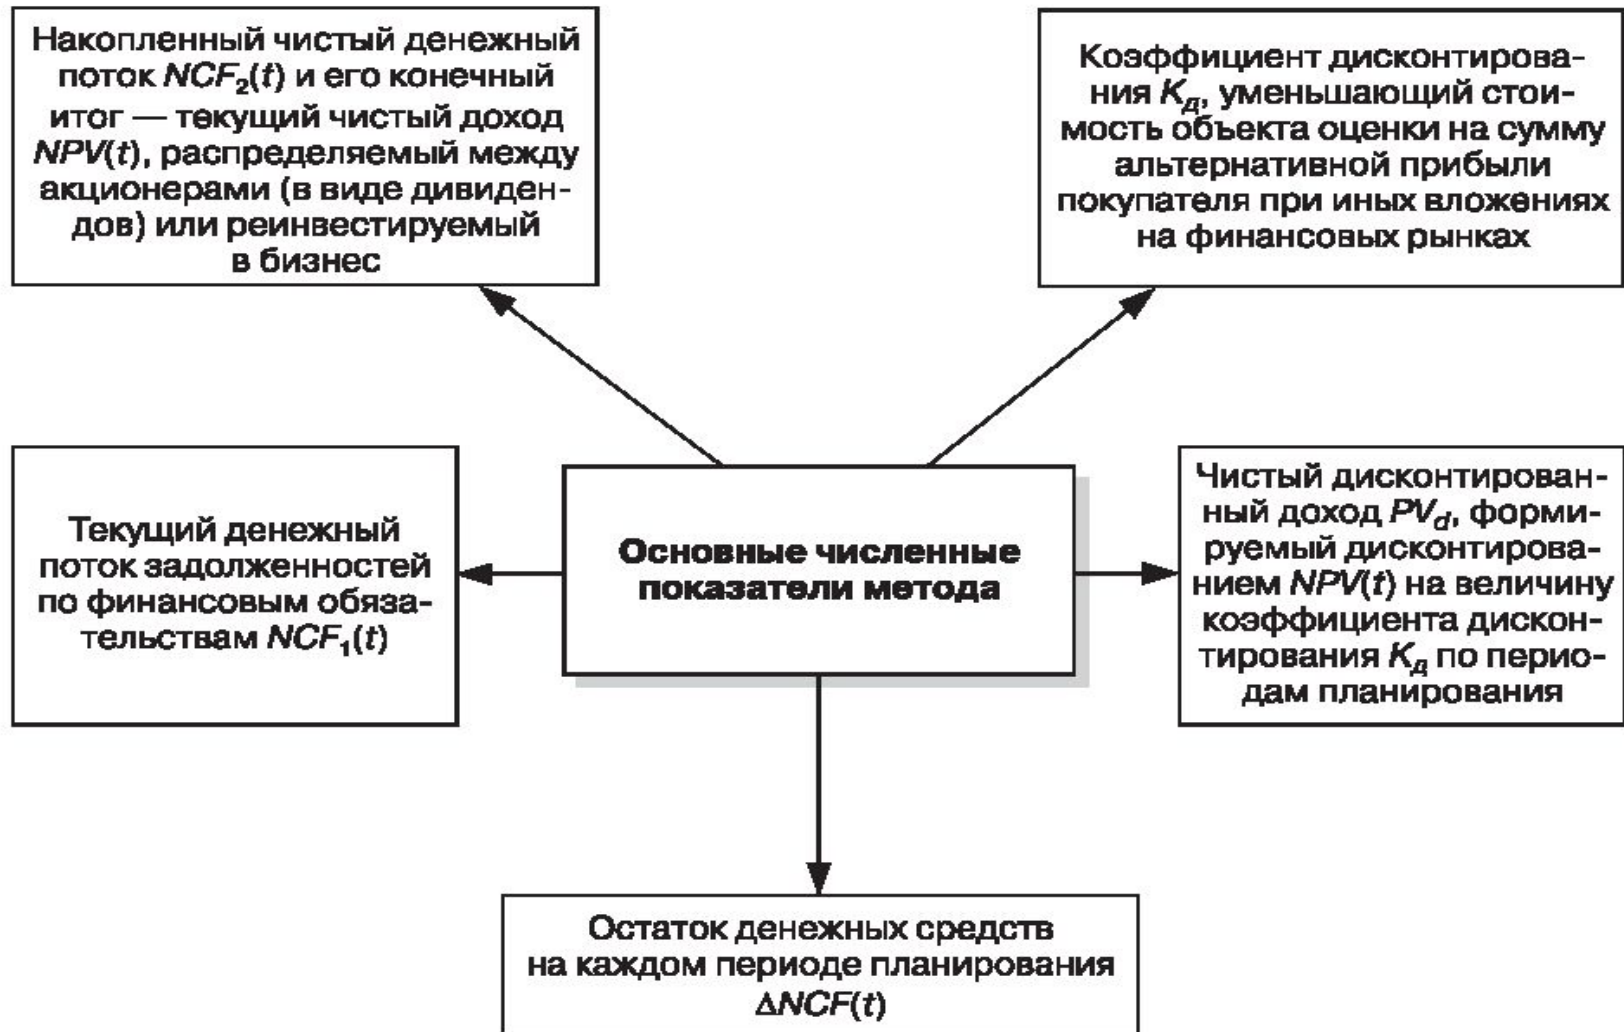 Накопленный чистый денежный
поток NCF₂(t) и его конечный
итог — текущий чистый доход
NPV(t), распределяемый между
акционерами (в виде дивиден-
дов) или реинвестируемый
в бизнес
Коэффициент дисконтирова-
ния Kд, уменьшающий стои-
мость объекта оценки на сумму
альтернативной прибыли
покупателя при иных вложениях
на финансовых рынках
Текущий денежный
поток задолженностей
по финансовым обяза-
тельствам NCF₁(t)
Основные численные
показатели метода
Чистый дисконтирован-
ный доход PVd, форми-
руемый дисконтирова-
нием NPV(t) на величину
коэффициента дискон-
тирования Kд по перио-
дам планирования
Остаток денежных средств
на каждом периоде планирования
ΔNCF(t)